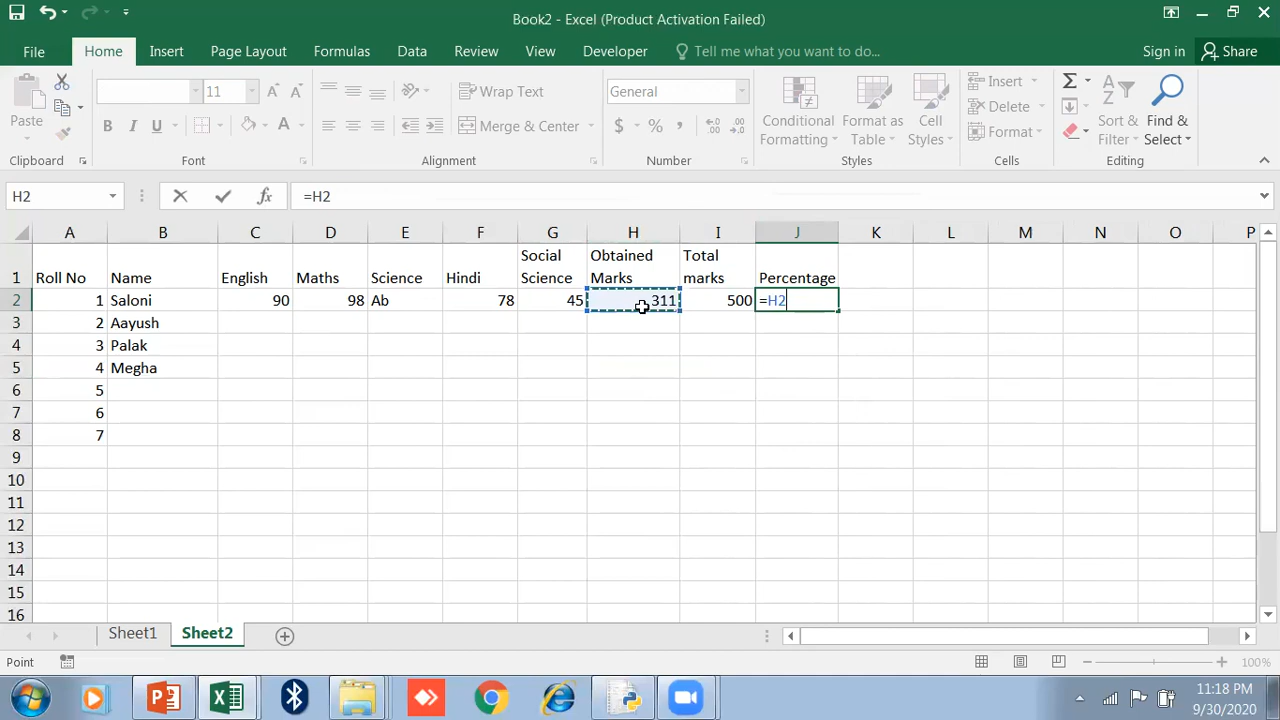 Book2 - Excel (Product Activation Failed)
File Home Insert Page Layout Formulas Data Review View Developer Tell me what you want to do... Sign in Share
Paste 11 Wrap Text General Conditional Formatting Format as Table Cell Styles Insert Sort & Filter Find & Select
B I U A Merge & Center $ % , Delete
Format
Clipboard Font Alignment Number Styles Cells Editing
H2 fx =H2
A B C D E F G H I J K L M N O P
1 Roll No Name English Maths Science Hindi Social Science Obtained Marks Total marks Percentage
2 1 Saloni 90 98 Ab 78 45 311 500 =H2
3 2 Aayush
4 3 Palak
5 4 Megha
6 5
7 6
8 7
9
10
11
12
13
14
15
16
Sheet1 Sheet2
Point 100%
11:18 PM
9/30/2020